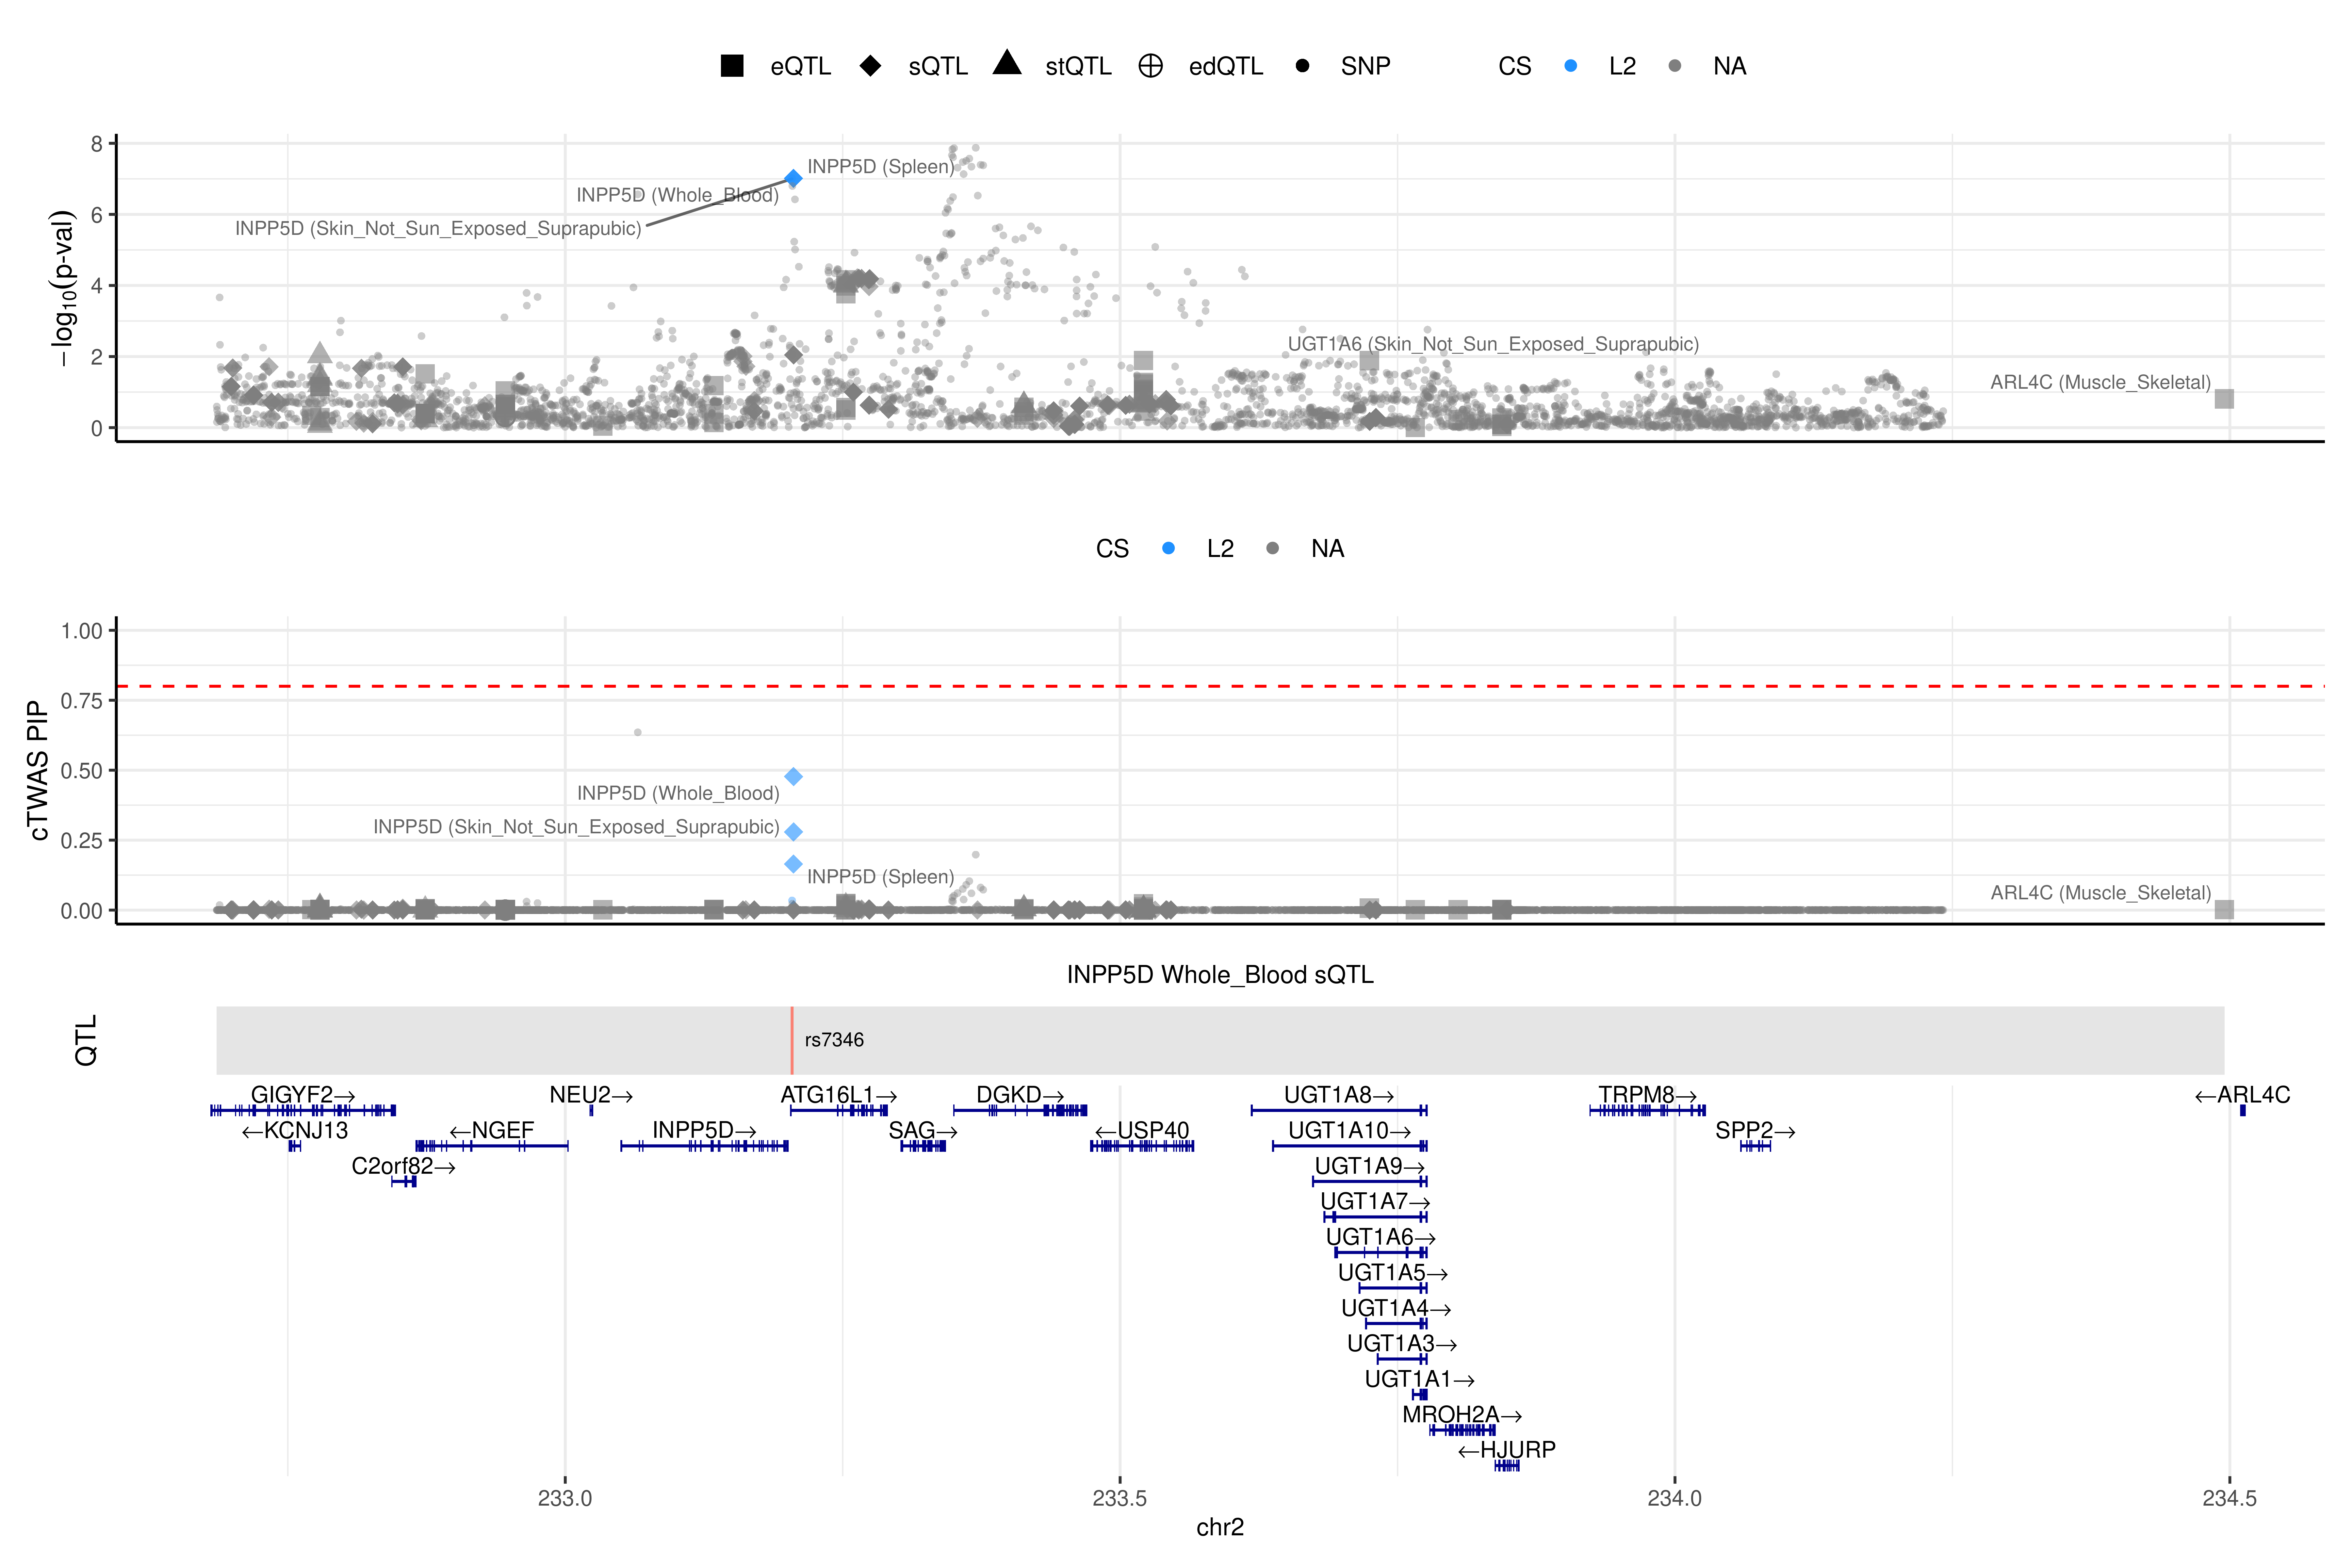 eQTL sQTL stQTL edQTL SNP CS L2 NA
8
6
4
2
0
−log10(p-val)
INPP5D (Spleen)
INPP5D (Whole_Blood)
INPP5D (Skin_Not_Sun_Exposed_Suprapubic)
UGT1A6 (Skin_Not_Sun_Exposed_Suprapubic)
ARL4C (Muscle_Skeletal)
CS L2 NA
1.00
0.75
0.50
0.25
0.00
cTWAS PIP
INPP5D (Whole_Blood)
INPP5D (Skin_Not_Sun_Exposed_Suprapubic)
INPP5D (Spleen)
ARL4C (Muscle_Skeletal)
INPP5D Whole_Blood sQTL
QTL
rs7346
GIGYF2→ NEU2→ ATG16L1→ DGKD→ UGT1A8→ TRPM8→ ←ARL4C
←KCNJ13 ←NGEF INPP5D→ SAG→ ←USP40 UGT1A10→ SPP2→
C2orf82→ UGT1A9→
UGT1A7→
UGT1A6→
UGT1A5→
UGT1A4→
UGT1A3→
UGT1A1→
MROH2A→
←HJURP
233.0 233.5 234.0 234.5
chr2